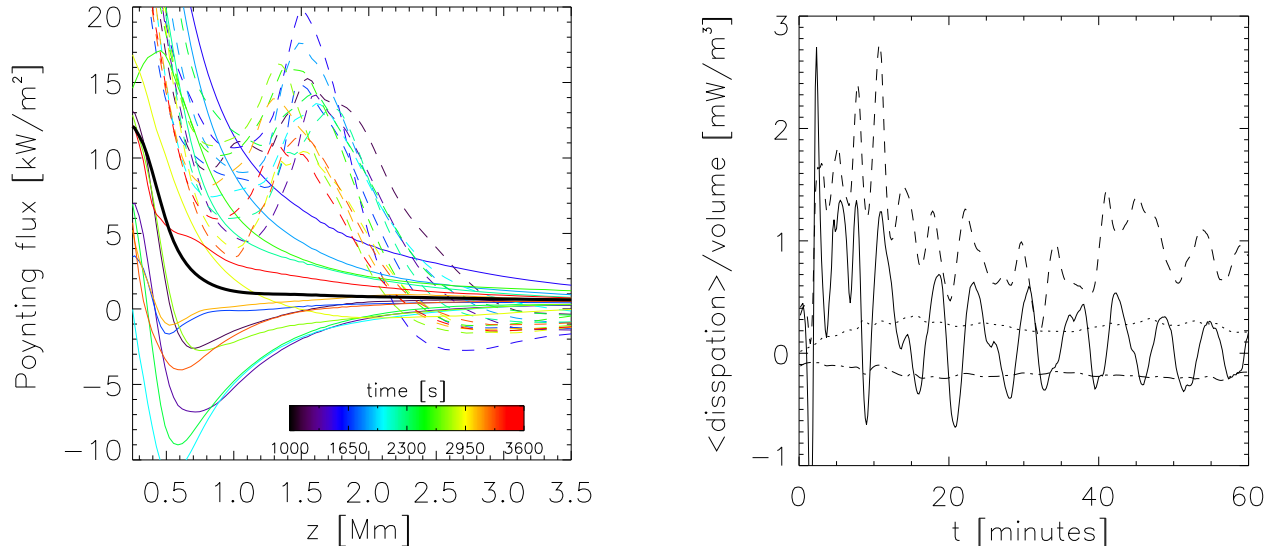 Poynting flux [kW/m²]
20
15
10
5
0
−5
−10
time [s]
1000 1650 2300 2950 3600
0.5 1.0 1.5 2.0 2.5 3.0 3.5
z [Mm]
<disspation>/volume [mW/m³]
3
2
1
0
−1
0 20 40 60
t [minutes]